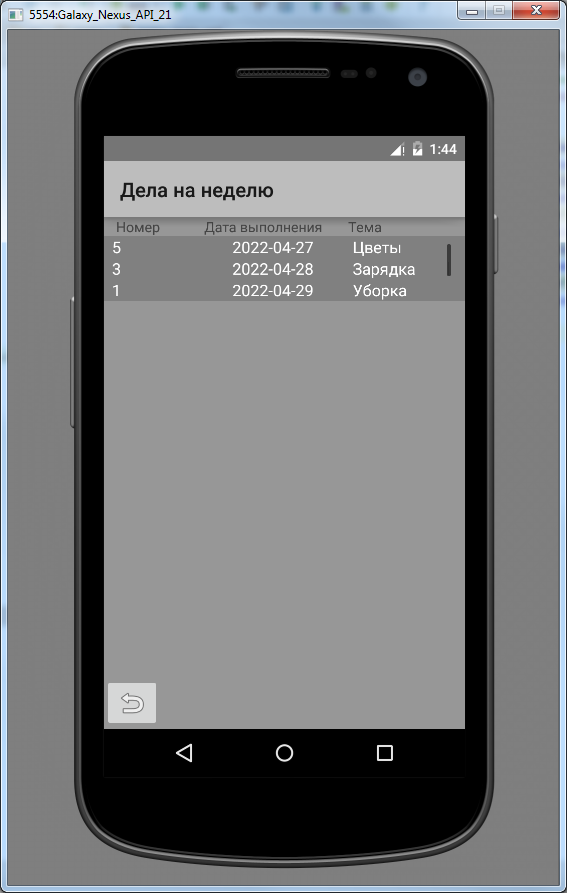 5554:Galaxy_Nexus_API_21
1:44
Дела на неделю
Номер Дата выполнения Тема
5 2022-04-27 Цветы
3 2022-04-28 Зарядка
1 2022-04-29 Уборка